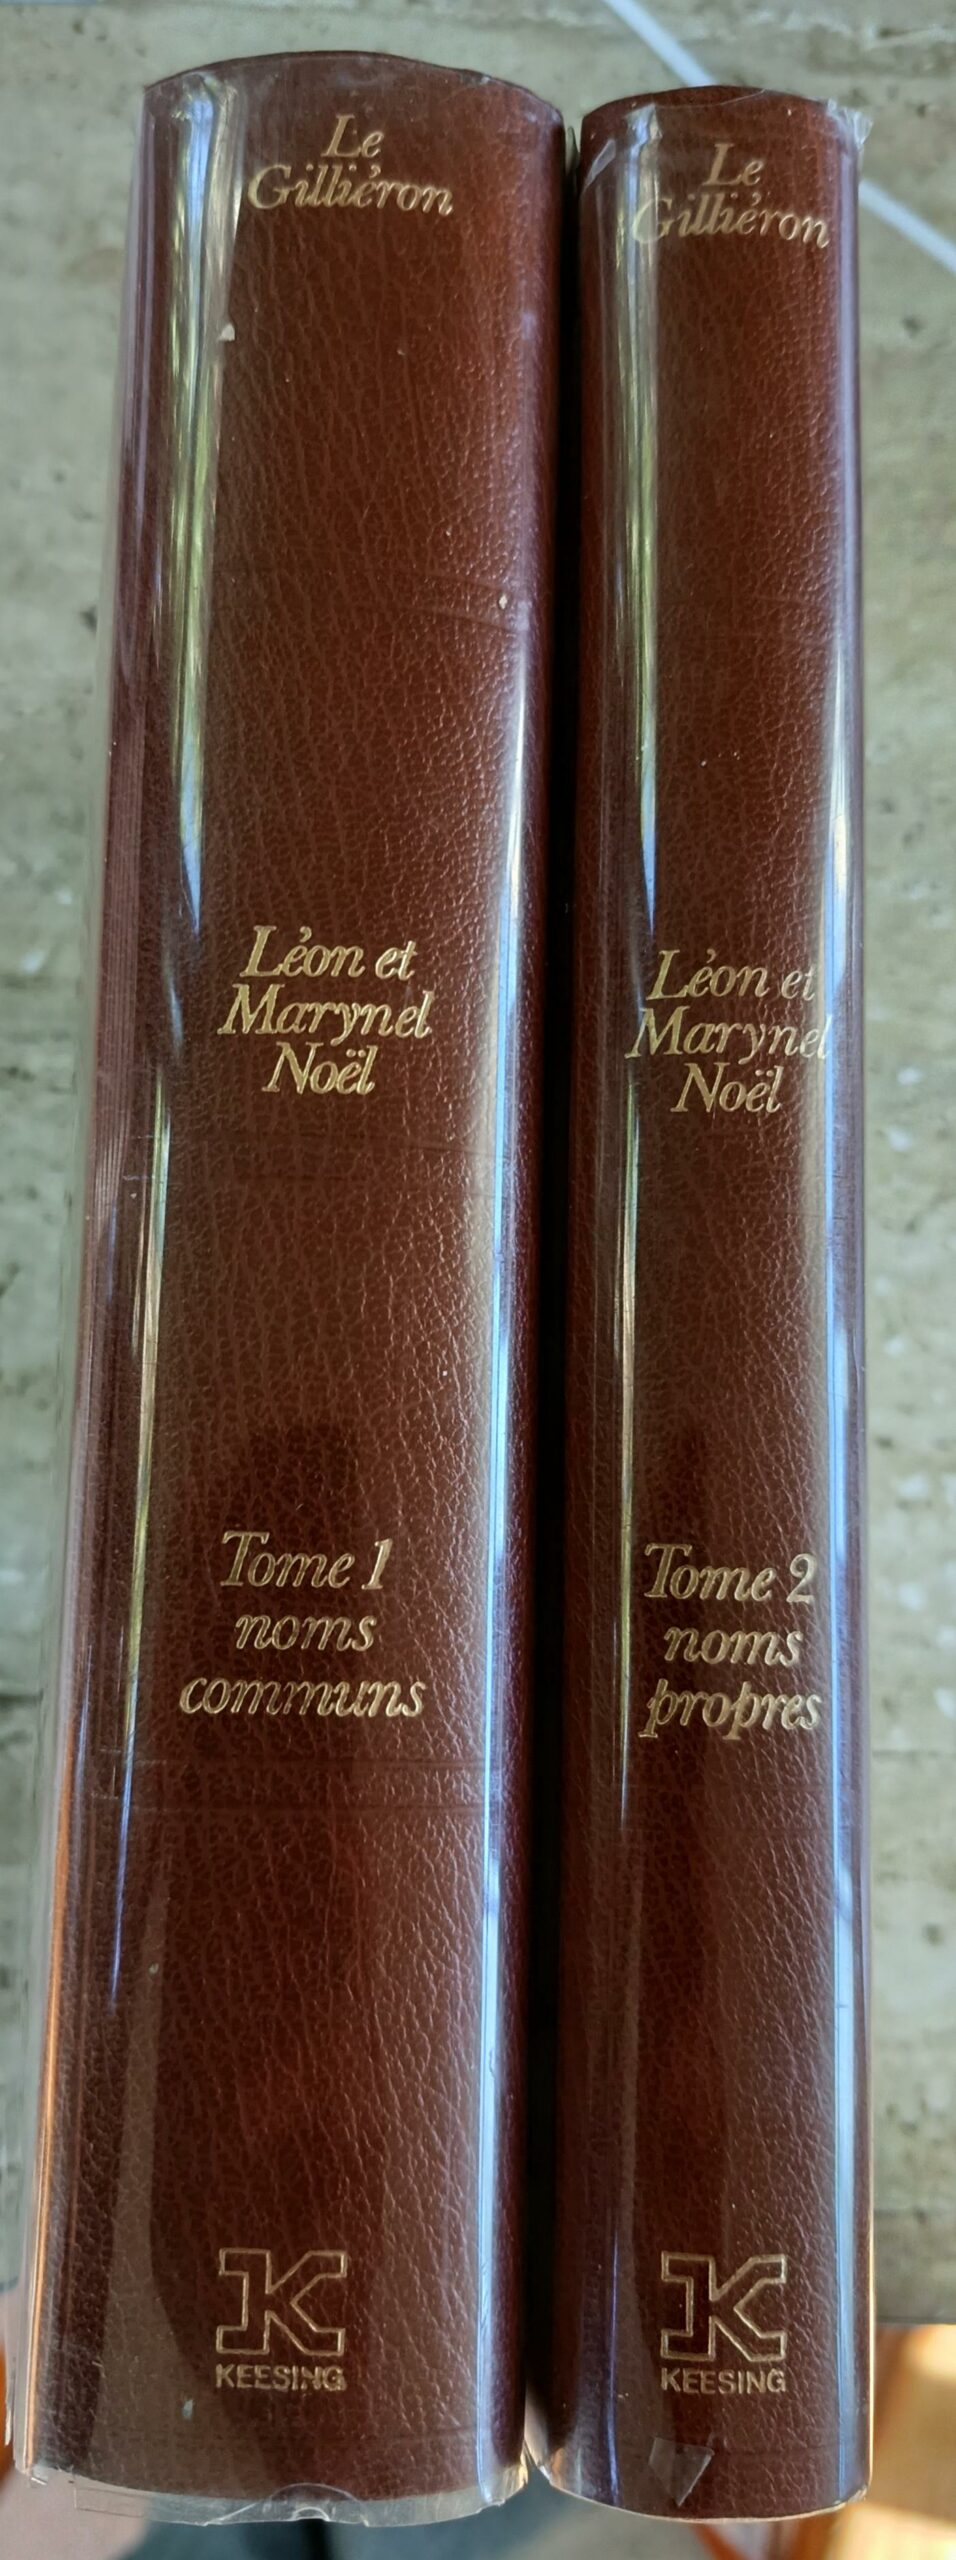 Le
Gilliéron
Léon et
Marynel
Noël
Tome 1
noms
communs
K
KEESING
Le
Gilliéron
Léon et
Marynel
Noël
Tome 2
noms
propres
K
KEESING